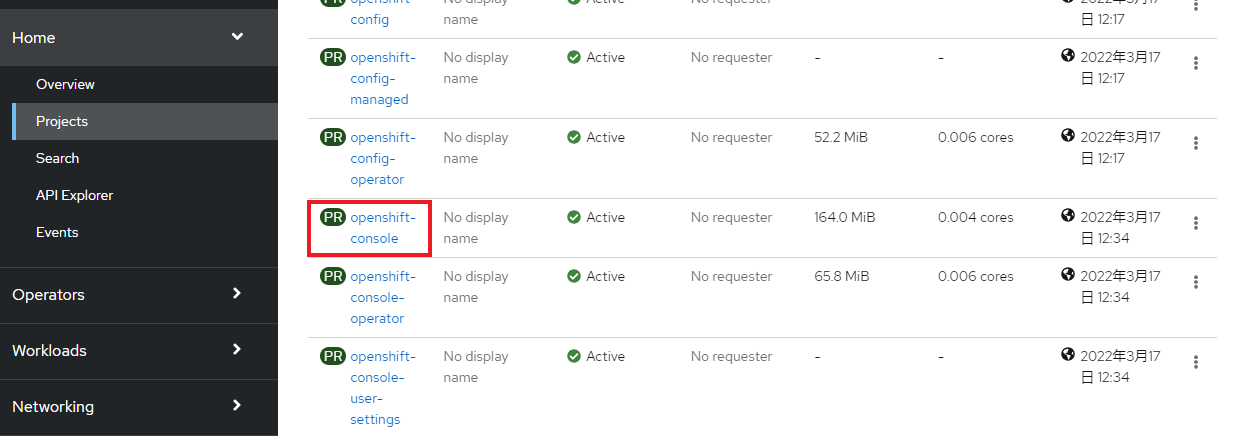 Home
Overview
Projects
Search
API Explorer
Events
Operators
Workloads
Networking
openshift-
config
No display
name
Active
No requester
2022年3月17
日 12:17
PR openshift-
config-
managed
No display
name
Active
No requester
-
-
2022年3月17
日 12:17
PR openshift-
config-
operator
No display
name
Active
No requester
52.2 MiB
0.006 cores
2022年3月17
日 12:17
PR openshift-
console
No display
name
Active
No requester
164.0 MiB
0.004 cores
2022年3月17
日 12:34
PR openshift-
console-
operator
No display
name
Active
No requester
65.8 MiB
0.006 cores
2022年3月17
日 12:34
PR openshift-
console-
user-
settings
No display
name
Active
No requester
-
-
2022年3月17
日 12:34